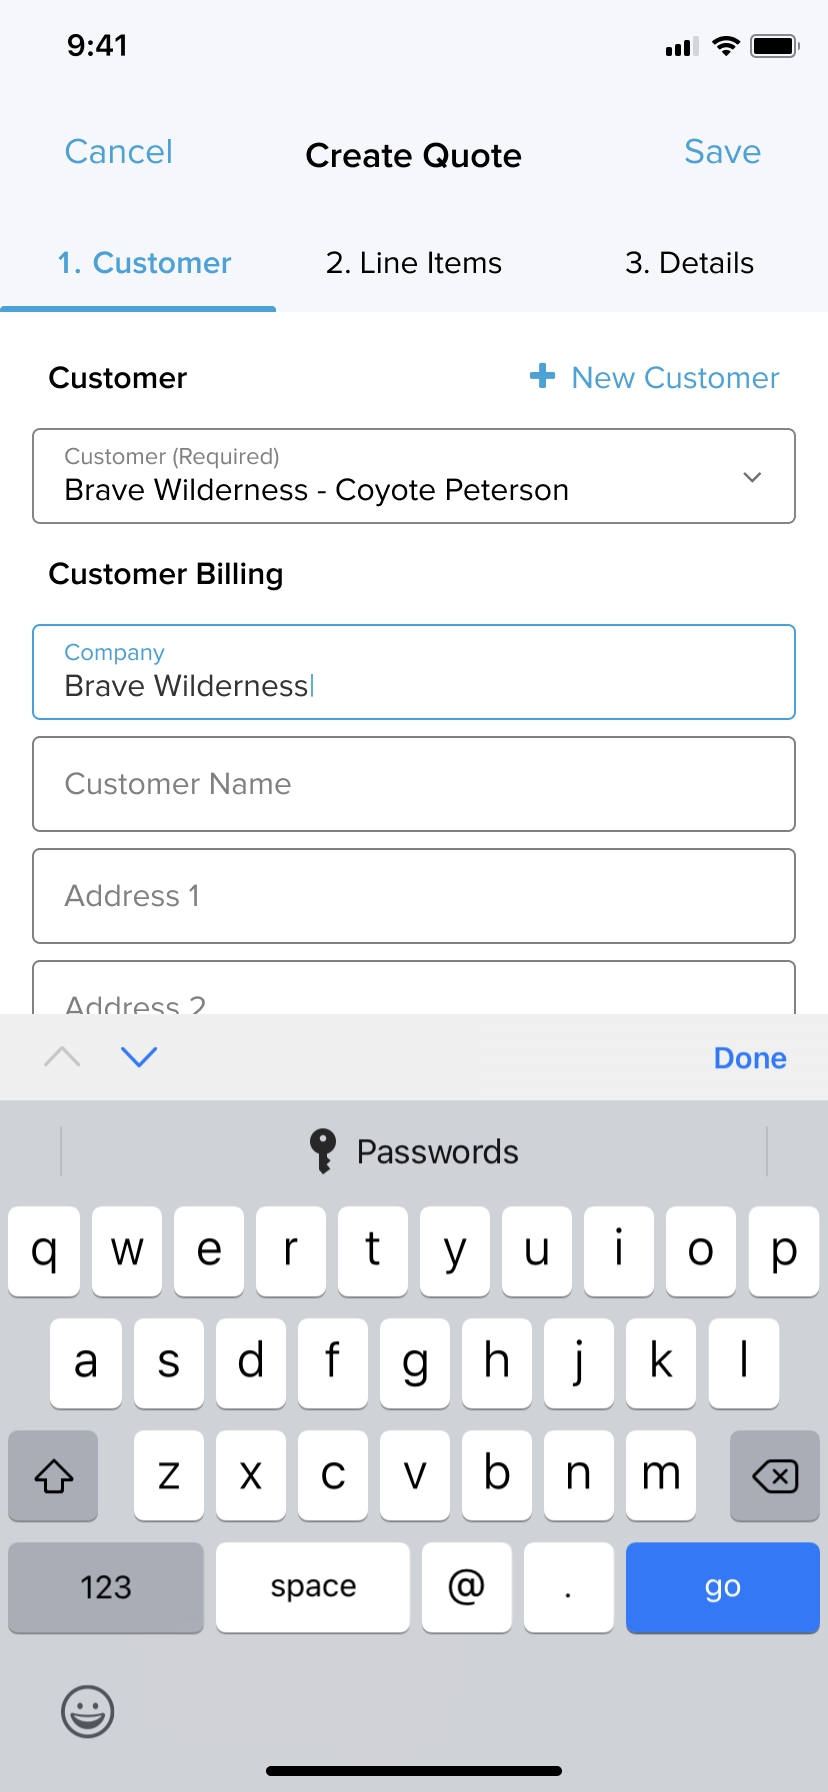 9:41
Cancel Create Quote Save
1. Customer 2. Line Items 3. Details
Customer + New Customer
Customer (Required)
Brave Wilderness - Coyote Peterson
Customer Billing
Company
Brave Wilderness
Customer Name
Address 1
Address 2
Done
Passwords
q w e r t y u i o p
a s d f g h j k l
z x c v b n m
123 space @ . go